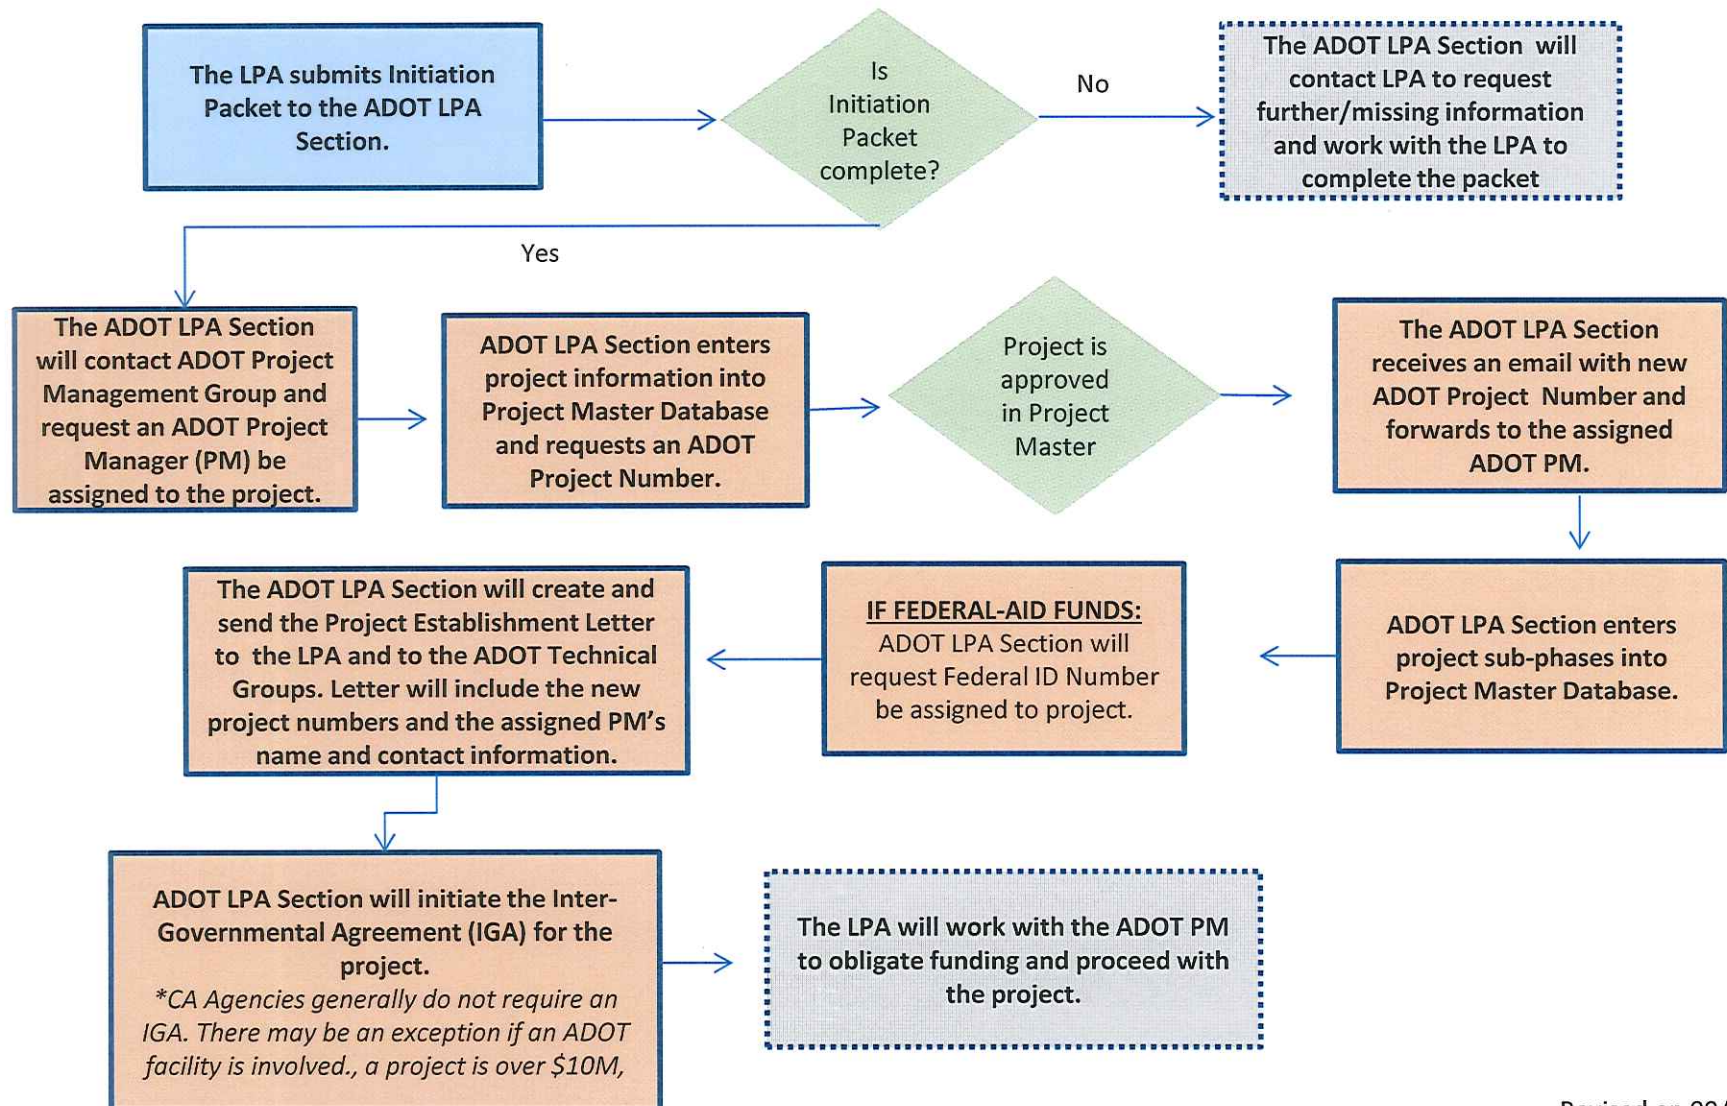 The LPA submits Initiation
Packet to the ADOT LPA
Section.
Is
Initiation
Packet
complete?
No
The ADOT LPA Section will
contact LPA to request
further/missing information
and work with the LPA to
complete the packet
Yes
The ADOT LPA Section
will contact ADOT Project
Management Group and
request an ADOT Project
Manager (PM) be
assigned to the project.
ADOT LPA Section enters
project information into
Project Master Database
and requests an ADOT
Project Number.
Project is
approved
in Project
Master
The ADOT LPA Section
receives an email with new
ADOT Project Number and
forwards to the assigned
ADOT PM.
ADOT LPA Section enters
project sub-phases into
Project Master Database.
IF FEDERAL-AID FUNDS:
ADOT LPA Section will
request Federal ID Number
be assigned to project.
The ADOT LPA Section will create and
send the Project Establishment Letter
to the LPA and to the ADOT Technical
Groups. Letter will include the new
project numbers and the assigned PM’s
name and contact information.
ADOT LPA Section will initiate the Inter-
Governmental Agreement (IGA) for the
project.
*CA Agencies generally do not require an
IGA. There may be an exception if an ADOT
facility is involved., a project is over $10M,
The LPA will work with the ADOT PM
to obligate funding and proceed with
the project.